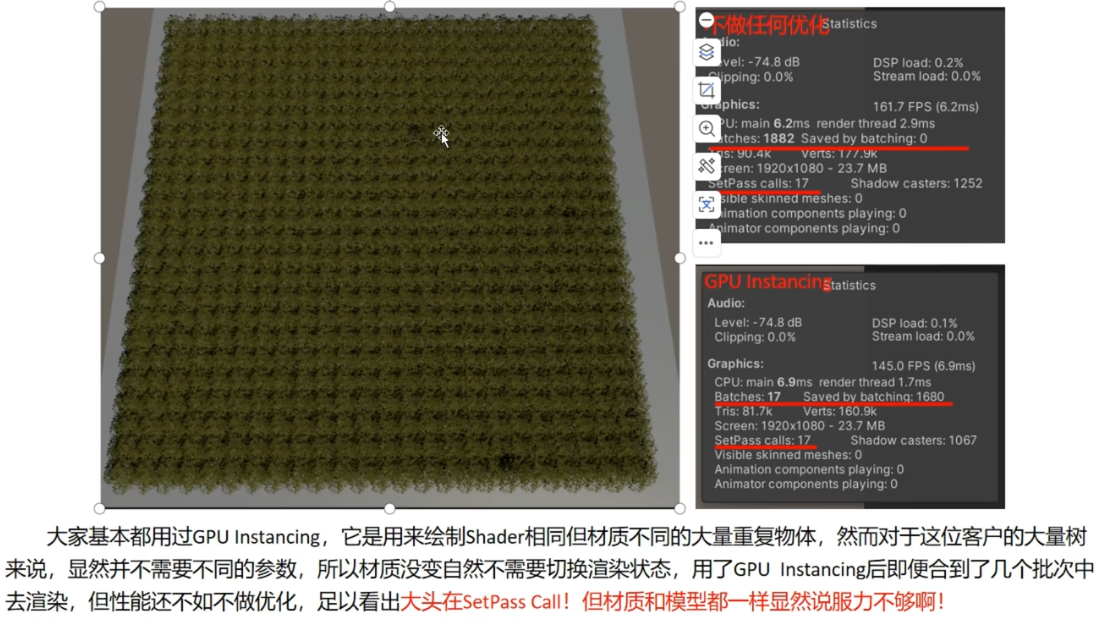 不做任何优化
Statistics
dio:
evel: -74.8 dB
DSP load: 0.2%
Clipping: 0.0%
Stream load: 0.0%
Graphics:
161.7 FPS (6.2ms)
PU: main 6.2ms render thread 2.9ms
atches: 1882 Saved by batching: 0
ris: 90.4k Verts: 177.9k
creen: 1920x1080 - 23.7 MB
SetPass calls: 17 Shadow casters: 1252
isible skinned meshes: 0
nimation components playing: 0
Animator components playing: 0
GPU Instancing
Statistics
Audio:
Level: -74.8 dB
DSP load: 0.1%
Clipping: 0.0%
Stream load: 0.0%
Graphics:
145.0 FPS (6.9ms)
CPU: main 6.9ms render thread 1.7ms
Batches: 17 Saved by batching: 1680
Tris: 81.7k Verts: 160.9k
Screen: 1920x1080 - 23.7 MB
SetPass calls: 17 Shadow casters: 1067
Visible skinned meshes: 0
Animation components playing: 0
Animator components playing: 0
大家基本都用过GPU Instancing，它是用来绘制Shader相同但材质不同的大量重复物体，然而对于这位客户的大量树
来说，显然并不需要不同的参数，所以材质没变自然不需要切换渲染状态，用了GPU Instancing后即便合到了几个批次中
去渲染，但性能还不如不做优化，足以看出大头在SetPass Call！但材质和模型都一样显然说服力不够啊！